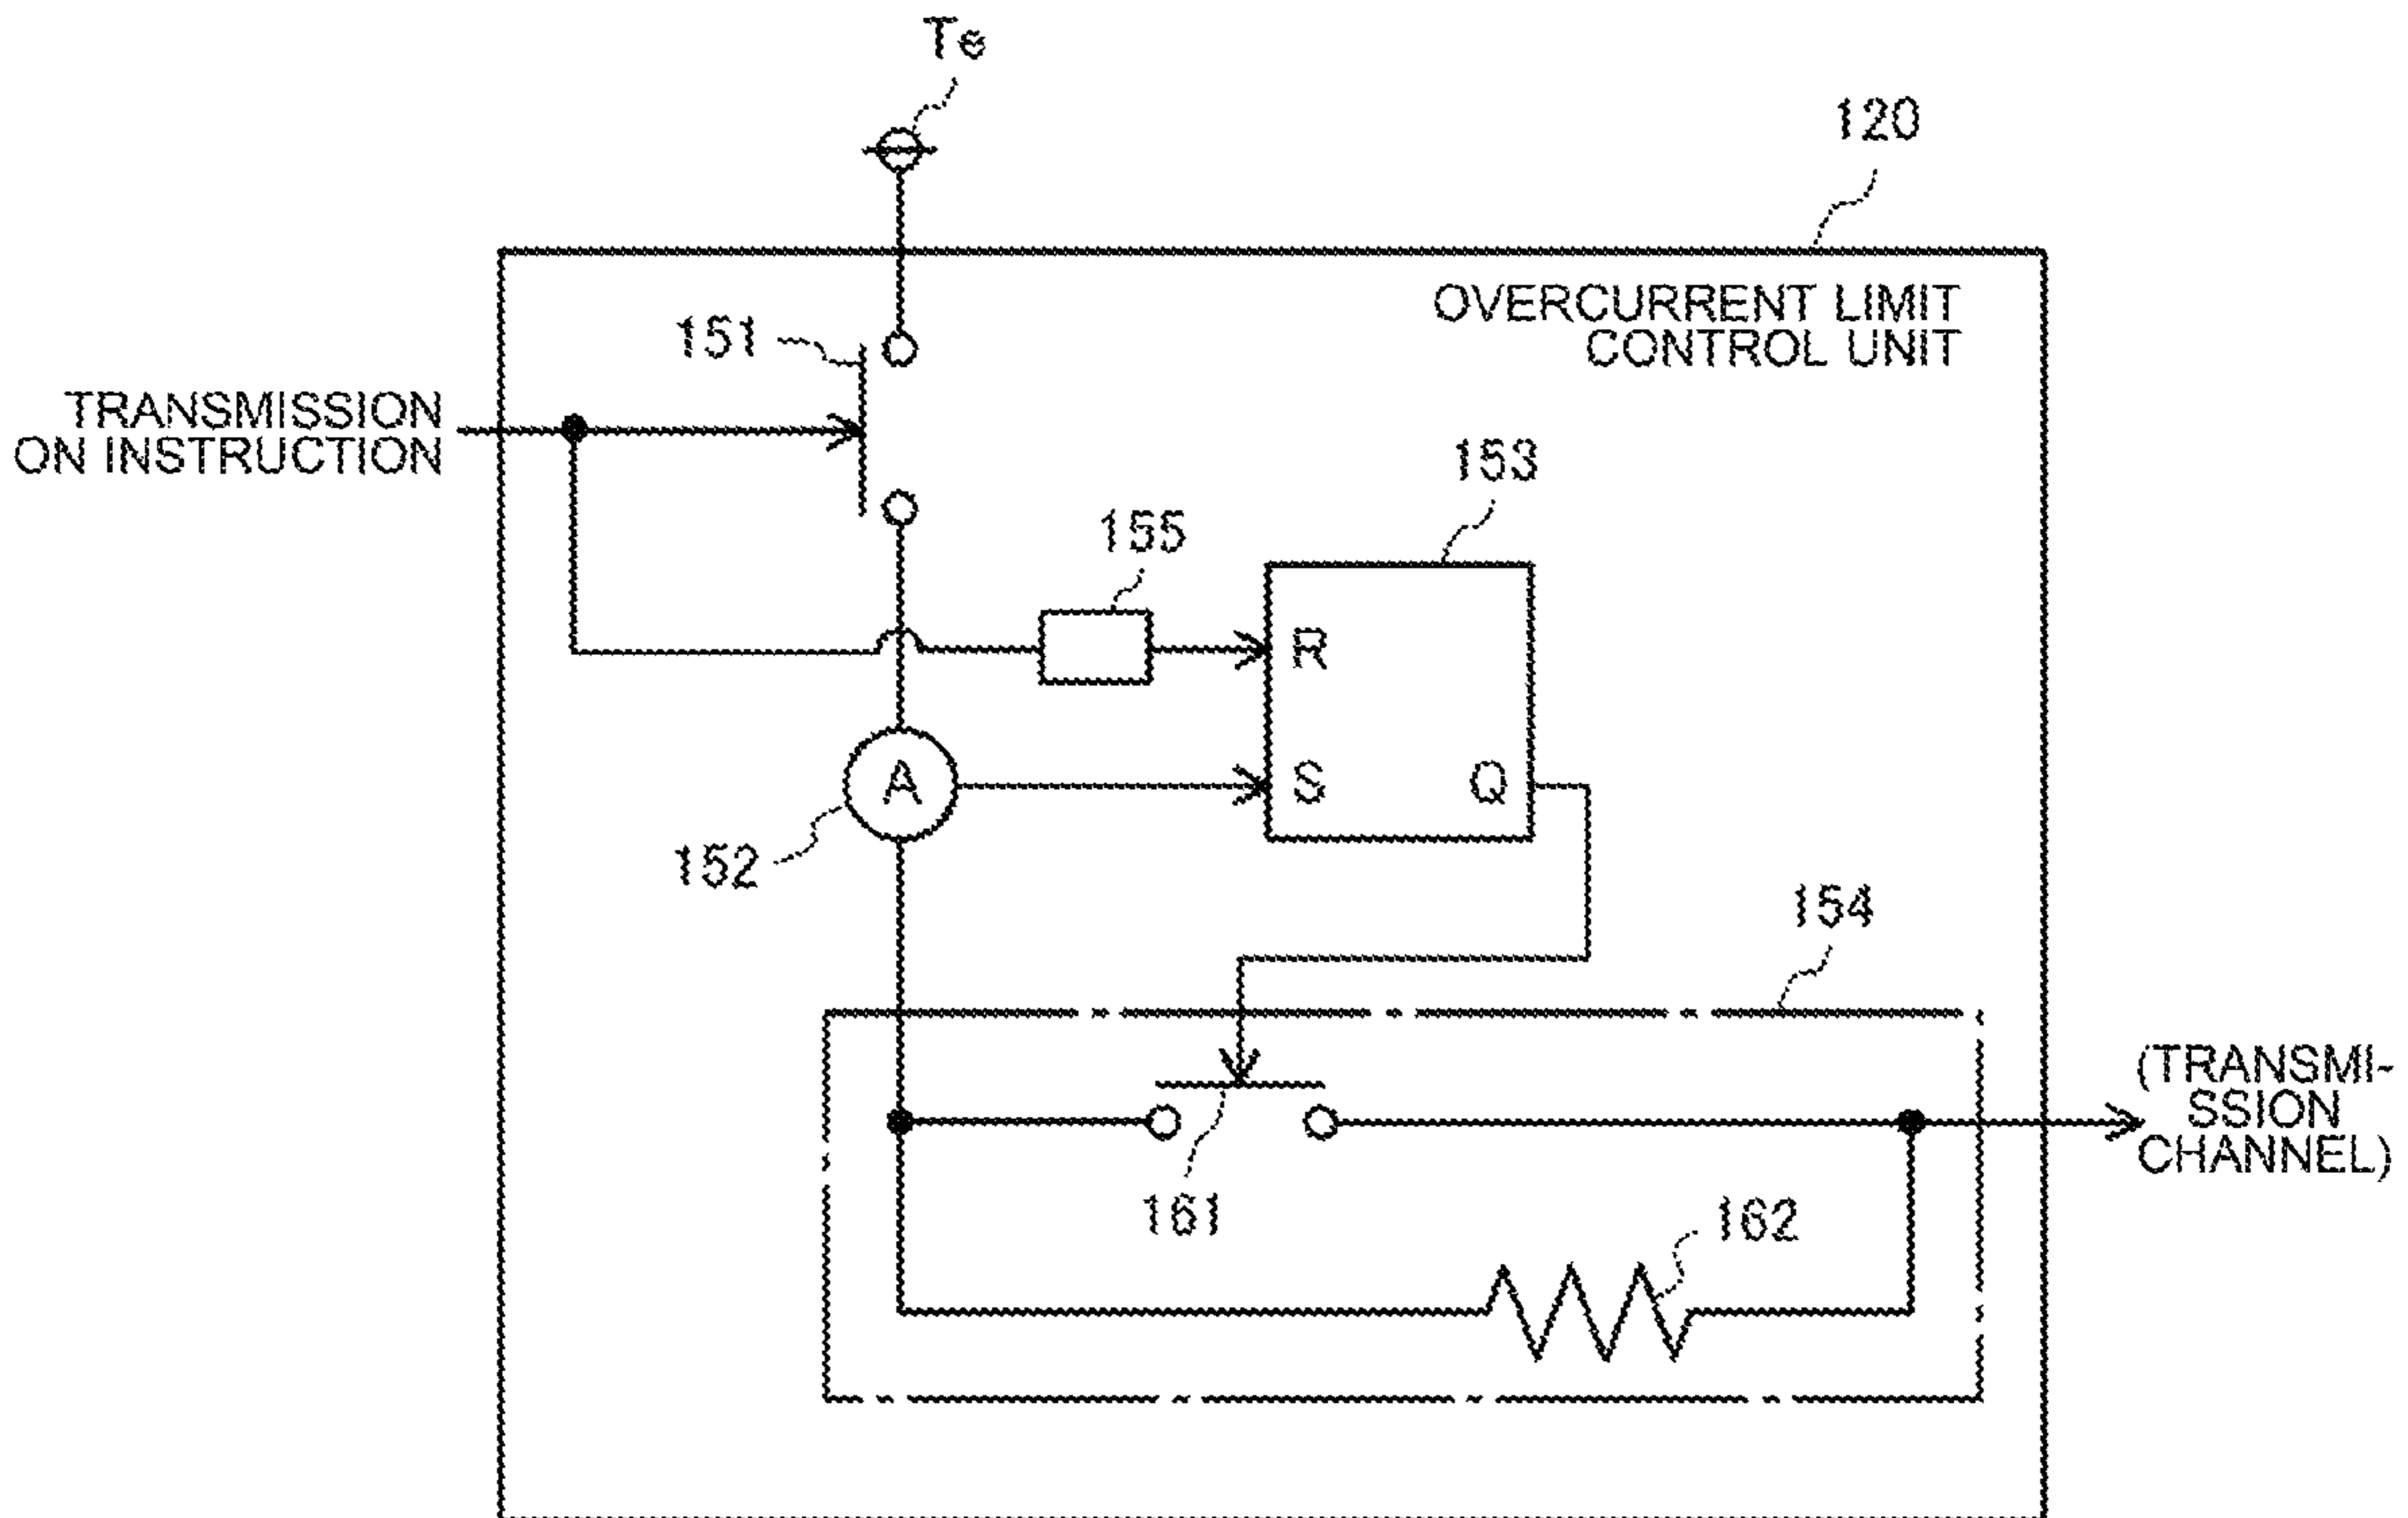 Te
120
OVERCURRENT LIMIT
CONTROL UNIT
151
TRANSMISSION
ON INSTRUCTION
153
155
R
A
S
Q
152
154
(TRANSMI-
SSION
CHANNEL)
161
162